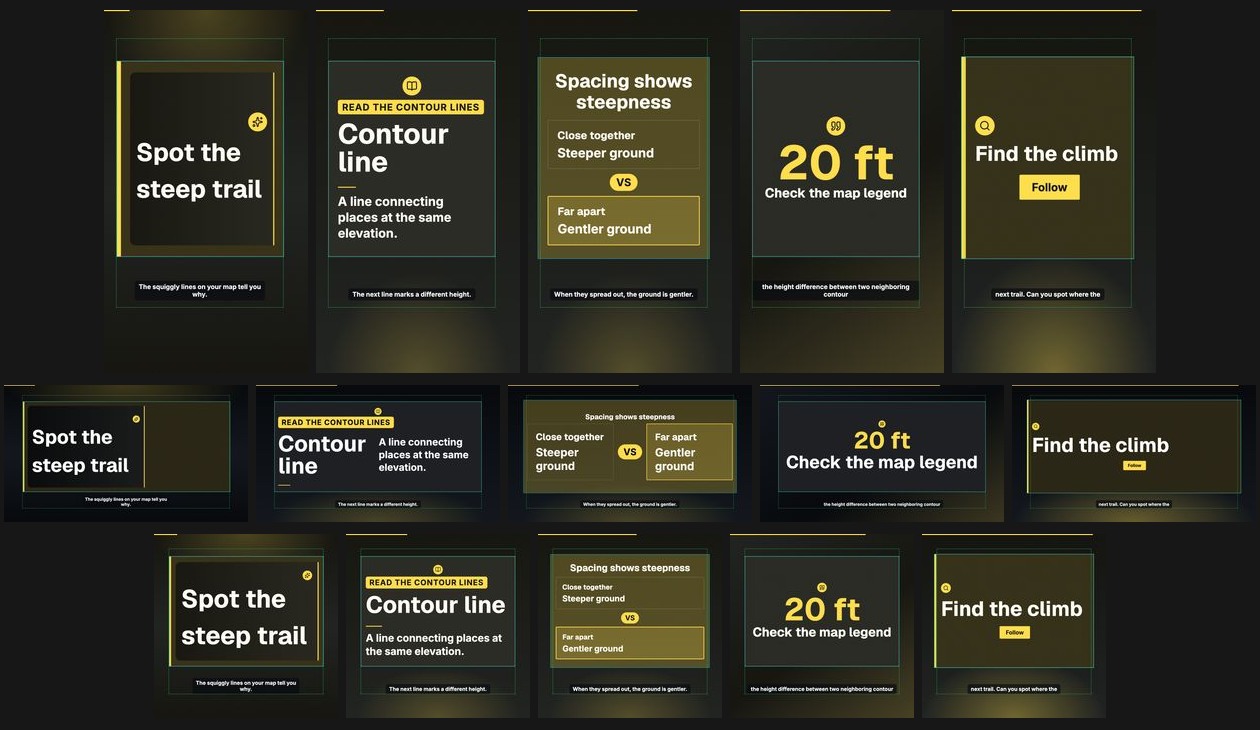 Spot the
steep trail
The squiggly lines on your map tell you
why.
READ THE CONTOUR LINES
Contour
line
A line connecting
places at the same
elevation.
The next line marks a different height.
Spacing shows
steepness
Close together
Steeper ground
VS
Far apart
Gentler ground
When they spread out, the ground is gentler.
20 ft
Check the map legend
the height difference between two neighboring
contour
Find the climb
Follow
next trail. Can you spot where the
Spot the
steep trail
The squiggly lines on your map tell you
why.
READ THE CONTOUR LINES
Contour
line
A line connecting
places at the same
elevation.
The next line marks a different height.
Spacing shows steepness
Close together
Steeper
ground
VS
Far apart
Gentler
ground
When they spread out, the ground is gentler.
20 ft
Check the map legend
the height difference between two neighboring contour
Find the climb
Follow
next trail. Can you spot where the
Spot the
steep trail
The squiggly lines on your map tell you
why.
READ THE CONTOUR LINES
Contour line
A line connecting places at
the same elevation.
The next line marks a different height.
Spacing shows steepness
Close together
Steeper ground
VS
Far apart
Gentler ground
When they spread out, the ground is gentler.
20 ft
Check the map legend
the height difference between two neighboring contour
Find the climb
Follow
next trail. Can you spot where the